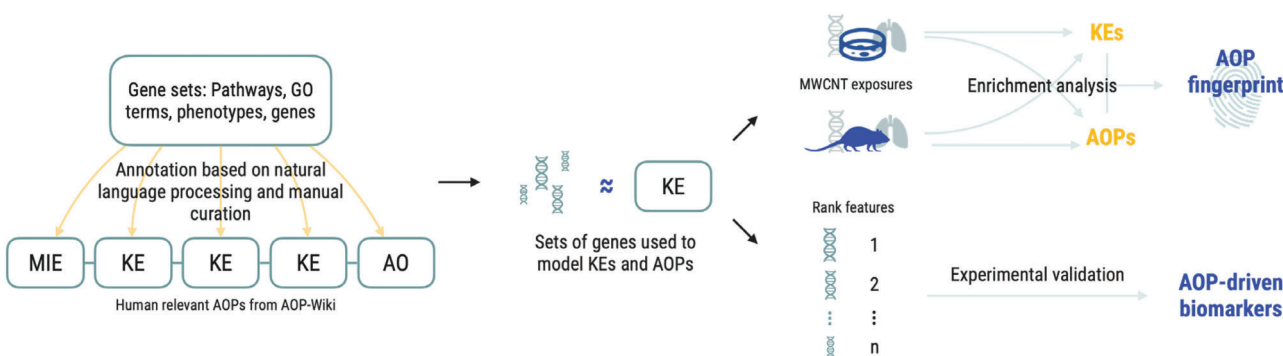 Gene sets: Pathways, GO
terms, phenotypes, genes
Annotation based on natural
language processing and manual
curation
MIE
KE
KE
KE
AO
Human relevant AOPs from AOP-Wiki
≈
KE
Sets of genes used to
model KEs and AOPs
MWCNT exposures
Enrichment analysis
KEs
AOPs
AOP
fingerprint
Rank features
1
2
⋮ ⋮
n
Experimental validation
AOP-driven
biomarkers